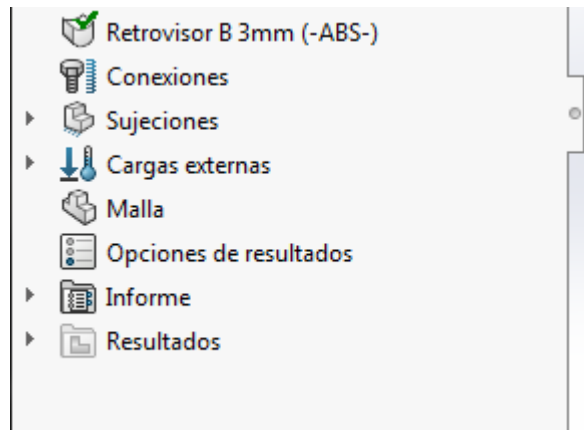 Retrovisor B 3mm (-ABS-)
Conexiones
Sujeciones
Cargas externas
Malla
Opciones de resultados
Informe
Resultados